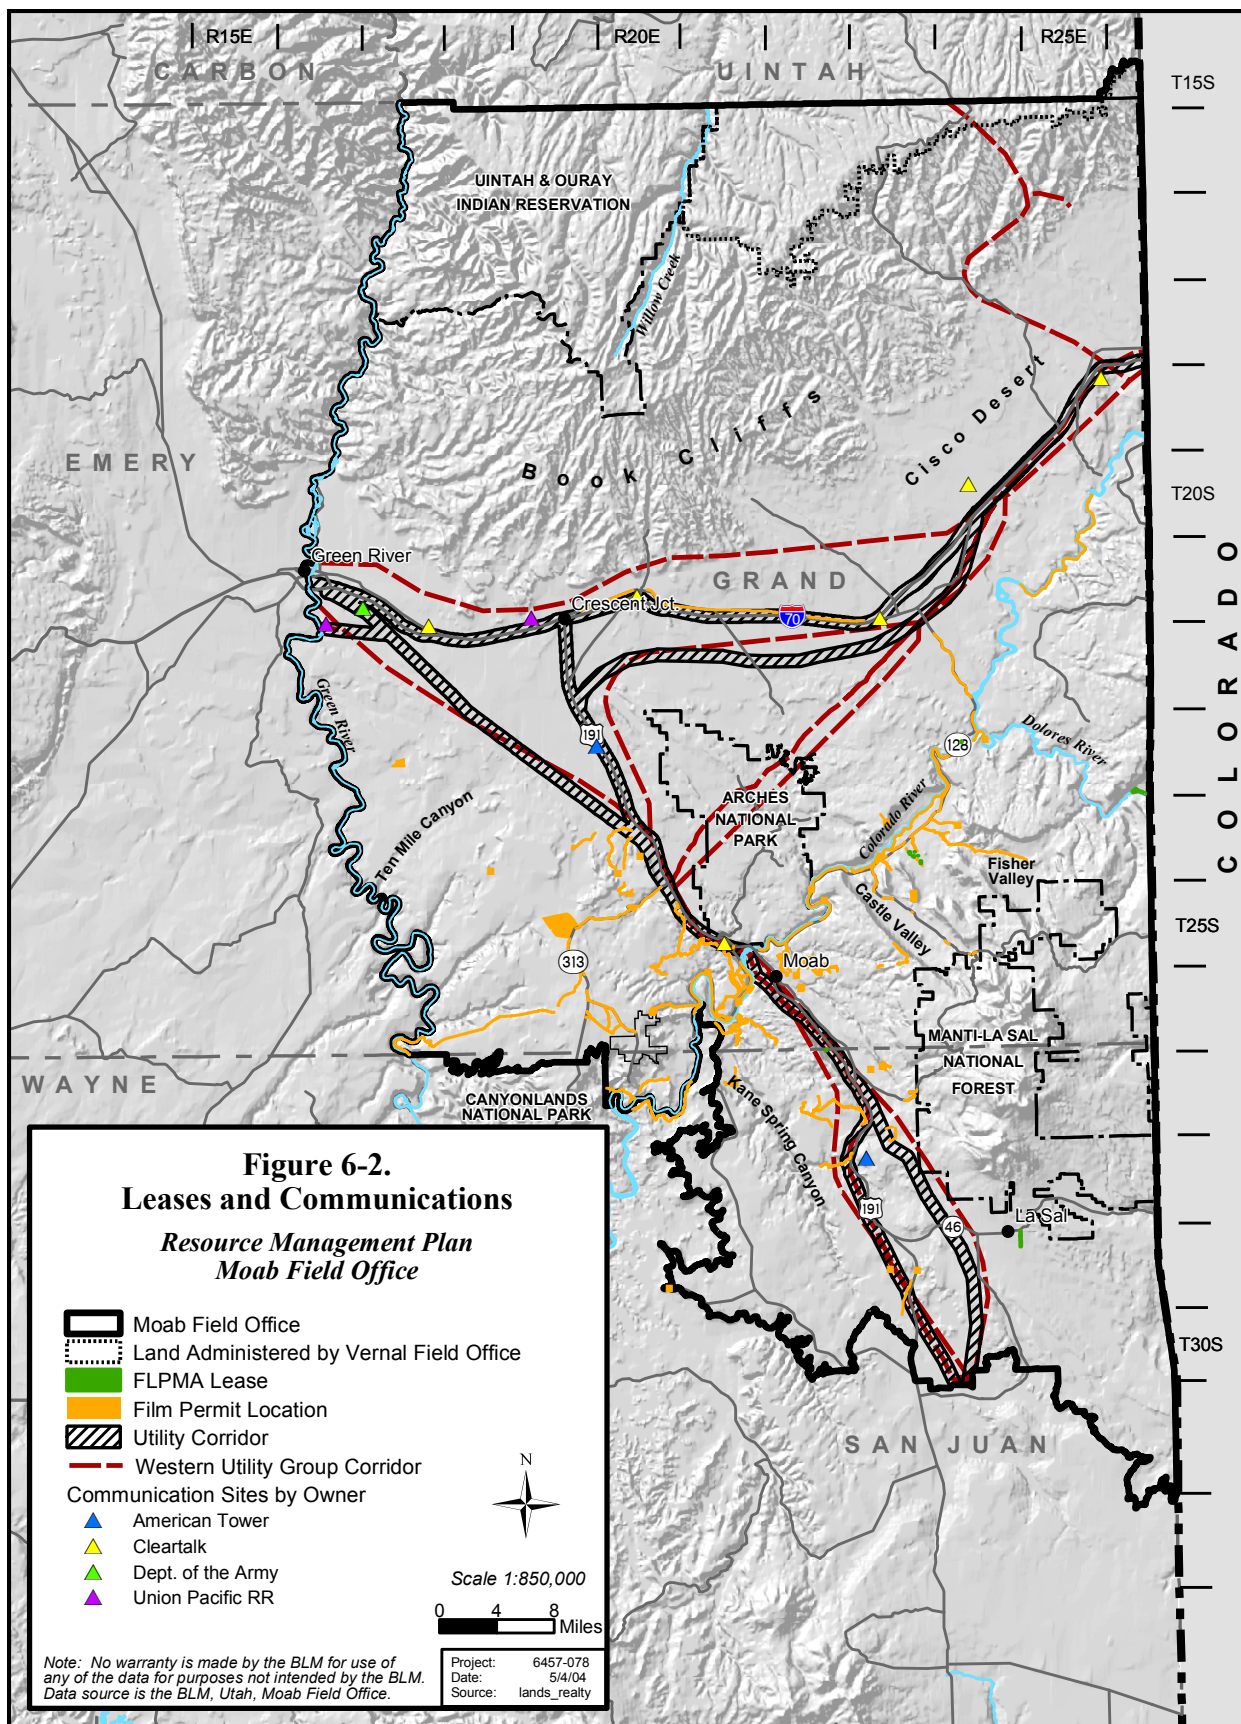 R15E
R20E
R25E
CARBON
UINTAH
T15S
UINTAH & OURAY
INDIAN RESERVATION
Willow Creek
Cisco Desert
Book Cliffs
EMERY
T20S
Green River
GRAND
Crescent Jct.
70
COLORADO
Green River
191
128
Dolores River
ARCHES
NATIONAL
PARK
Colorado River
Ten Mile Canyon
Fisher
Valley
Castle Valley
T25S
313
Moab
MANTI-LA SAL
NATIONAL
FOREST
WAYNE
CANYONLANDS
NATIONAL PARK
Kane Spring Canyon
191
46
La Sal
T30S
SAN JUAN
Figure 6-2.
Leases and Communications
Resource Management Plan
Moab Field Office
Moab Field Office
Land Administered by Vernal Field Office
FLPMA Lease
Film Permit Location
Utility Corridor
Western Utility Group Corridor
Communication Sites by Owner
American Tower
Cleartalk
Dept. of the Army
Union Pacific RR
N
Scale 1:850,000
0 4 8
Miles
Note: No warranty is made by the BLM for use of
any of the data for purposes not intended by the BLM.
Data source is the BLM, Utah, Moab Field Office.
Project: 6457-078
Date: 5/4/04
Source: lands_realty